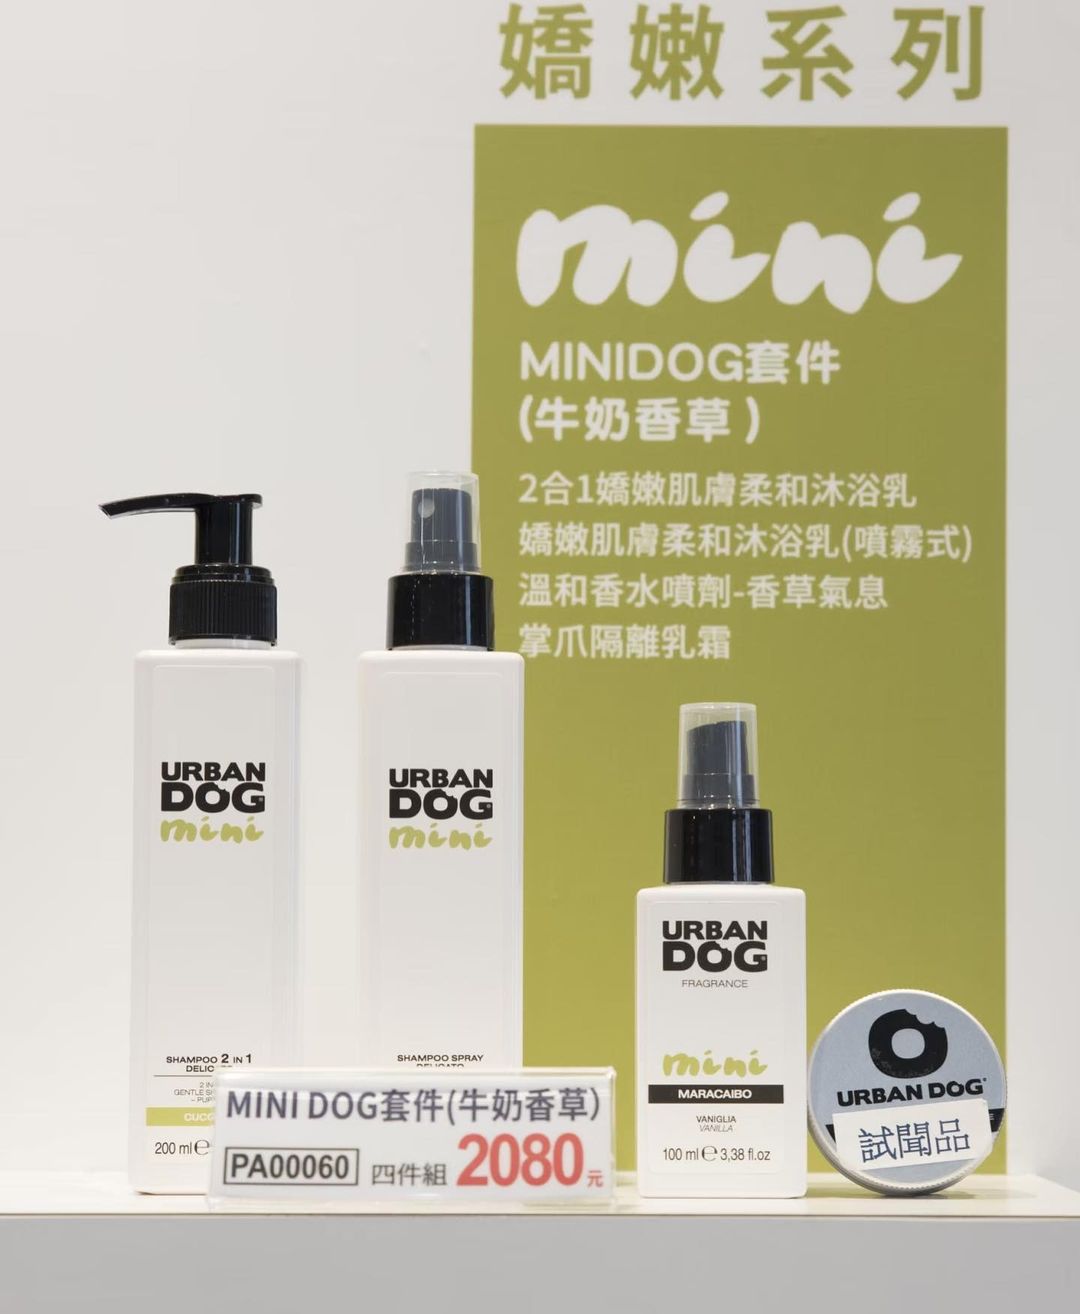 嬌嫩系列
mini
MINIDOG套件
(牛奶香草)
2合1嬌嫩肌膚柔和沐浴乳
嬌嫩肌膚柔和沐浴乳(噴霧式)
溫和香水噴劑-香草氣息
掌爪隔離乳霜
URBAN
DOG
mini
SHAMPOO 2 IN 1
200 ml e
URBAN
DOG
mini
SHAMPOO SPRAY
DELICATO
URBAN
DOG
FRAGRANCE
mini
MARACAIBO
VANIGLIA
VANILLA
100 ml e 3,38 fl.oz
URBAN DOG
試聞品
MINI DOG套件(牛奶香草)
PA00060 四件組 2080元